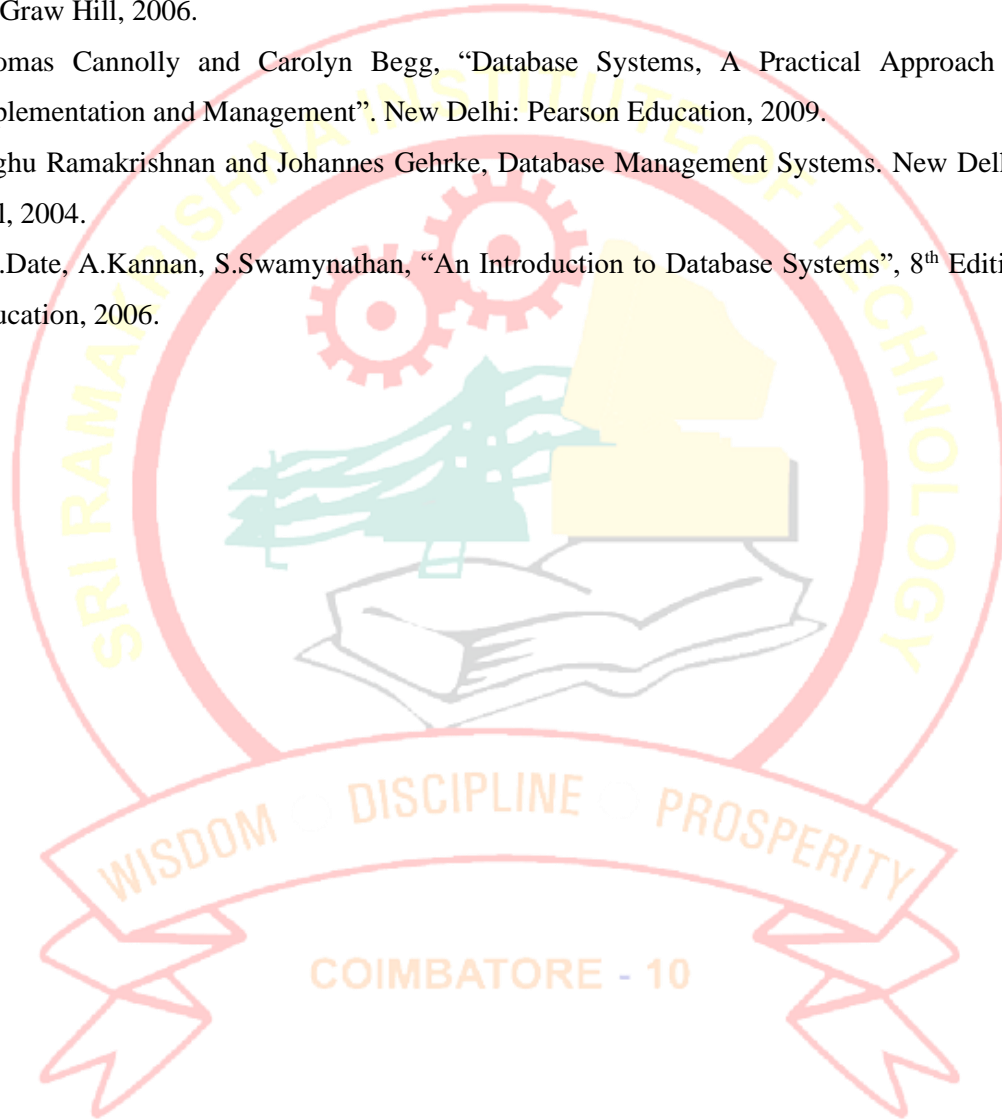 Graw Hill, 2006.
omas Cannolly and Carolyn Begg, “Database Systems, A Practical Approach
plementation and Management”. New Delhi: Pearson Education, 2009.
ghu Ramakrishnan and Johannes Gehrke, Database Management Systems. New Delh
l, 2004.
.Date, A.Kannan, S.Swamynathan, “An Introduction to Database Systems”, 8th Editi
ucation, 2006.
SRI RAMAKRISHNA INSTITUTE OF TECHNOLOGY
WISDOM DISCIPLINE PROSPERITY
COIMBATORE - 10